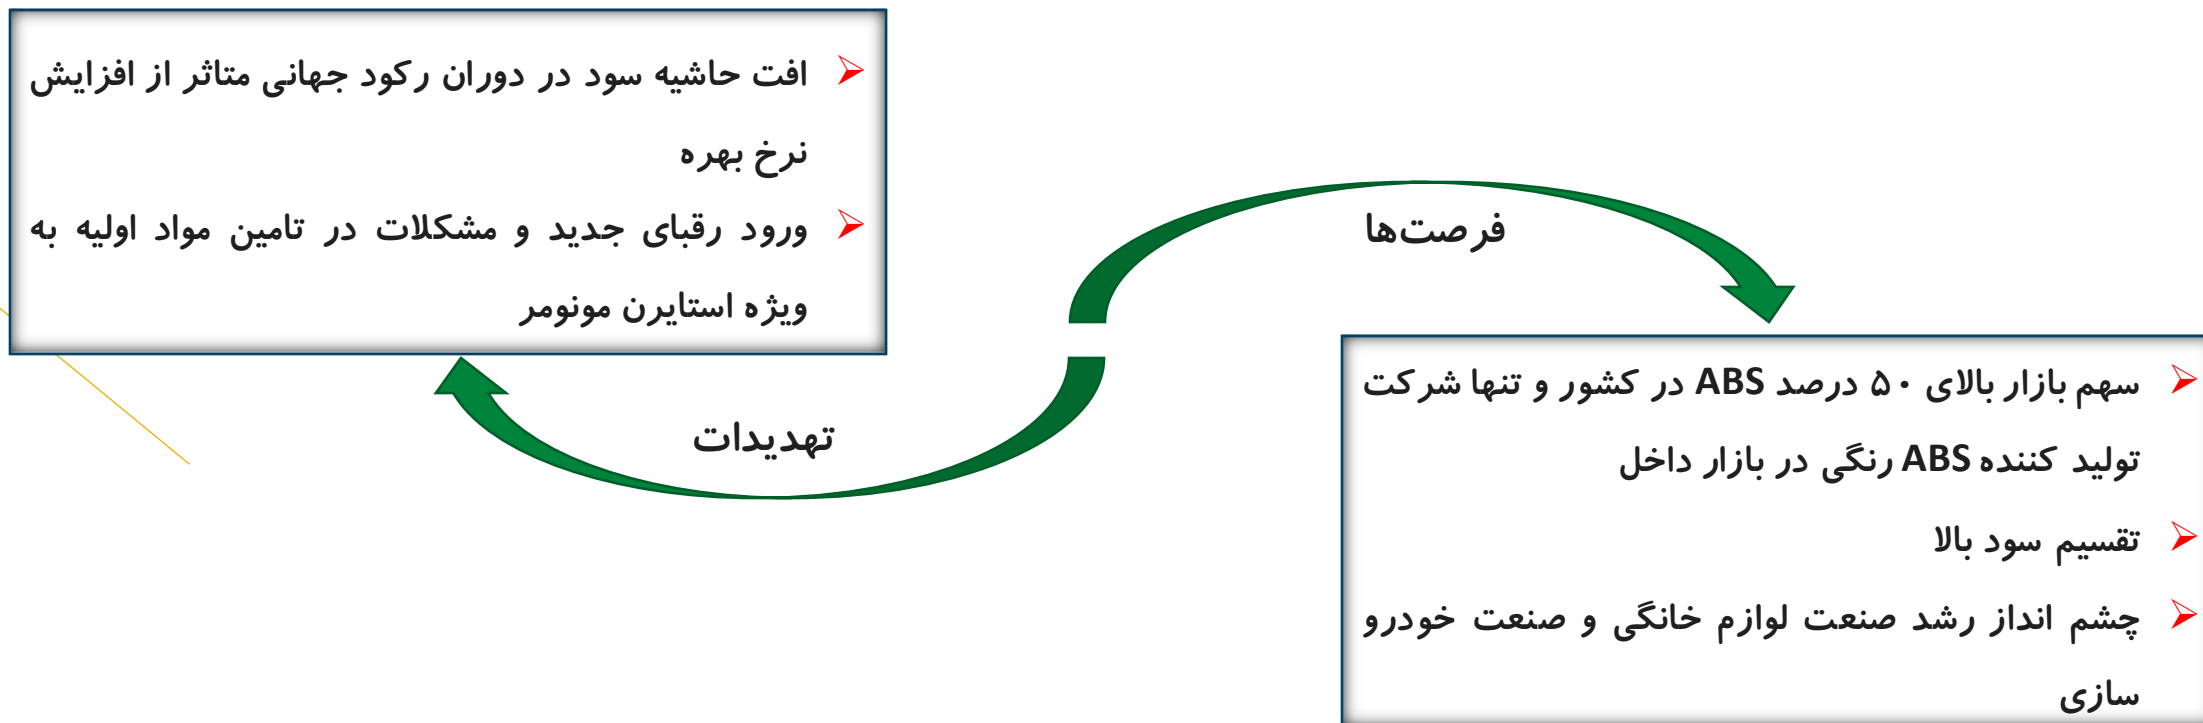 افت حاشیه سود در دوران رکود جهانی متاثر از افزایش
نرخ بهره
ورود رقبای جدید و مشکلات در تامین مواد اولیه به
ویژه استایرن مونومر
فرصت‌ها
تهدیدات
سهم بازار بالای ۵۰ درصد ABS در کشور و تنها شرکت
تولید کننده ABS رنگی در بازار داخل
تقسیم سود بالا
چشم انداز رشد صنعت لوازم خانگی و صنعت خودرو
سازی